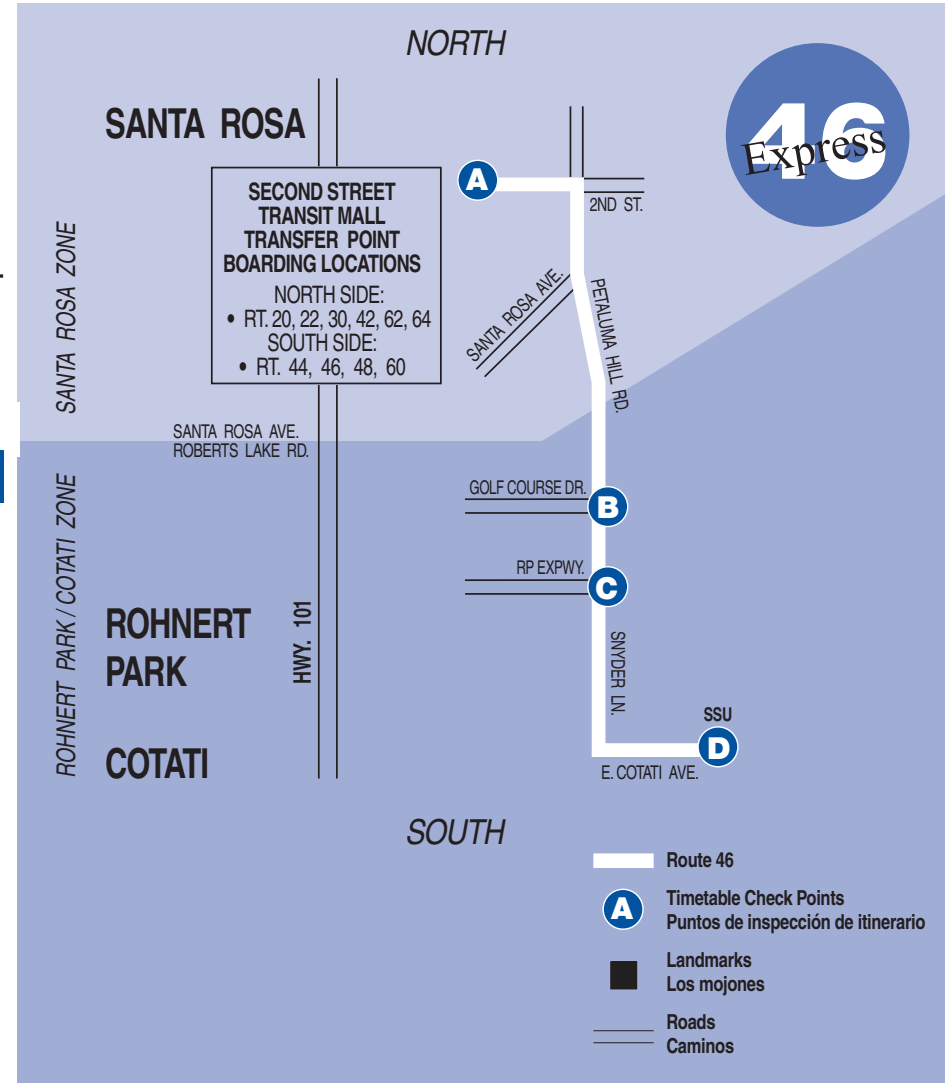 NORTH
46
Express
SANTA ROSA
SECOND STREET
TRANSIT MALL
TRANSFER POINT
BOARDING LOCATIONS
NORTH SIDE:
• RT. 20, 22, 30, 42, 62, 64
SOUTH SIDE:
• RT. 44, 46, 48, 60
A
2ND ST.
SANTA ROSA AVE.
PETALUMA HILL RD.
SANTA ROSA ZONE
SANTA ROSA AVE.
ROBERTS LAKE RD.
GOLF COURSE DR.
B
RP EXPWY.
C
ROHNERT PARK / COTATI ZONE
ROHNERT
PARK
HWY. 101
SNYDER LN.
SSU
D
COTATI
E. COTATI AVE.
SOUTH
Route 46
A
Timetable Check Points
Puntos de inspección de itinerario
Landmarks
Los mojones
Roads
Caminos